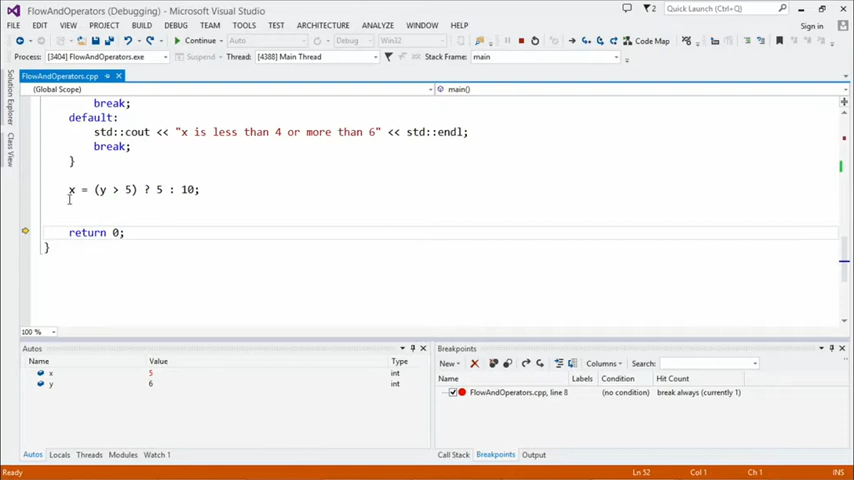 FlowAndOperators (Debugging) - Microsoft Visual Studio
7 2
Quick Launch (Ctrl+Q)
FILE EDIT VIEW PROJECT BUILD DEBUG TEAM TOOLS TEST ARCHITECTURE ANALYZE WINDOW HELP
Sign in
Continue Auto Debug Win32 Code Map
Process: [3404] FlowAndOperators.exe Suspend Thread: [4388] Main Thread Stack Frame: main
FlowAndOperators.cpp
(Global Scope) main()
Solution Explorer
Class View
break;
default:
std::cout << "x is less than 4 or more than 6" << std::endl;
break;
}
x = (y > 5) ? 5 : 10;
return 0;
}
100 %
Autos
Name Value Type
x 5 int
y 6 int
Autos Locals Threads Modules Watch 1
Breakpoints
New Columns Search:
Name Labels Condition Hit Count
FlowAndOperators.cpp, line 8 (no condition) break always (currently 1)
Call Stack Breakpoints Output
Ready Ln 52 Col 1 Ch 1 INS